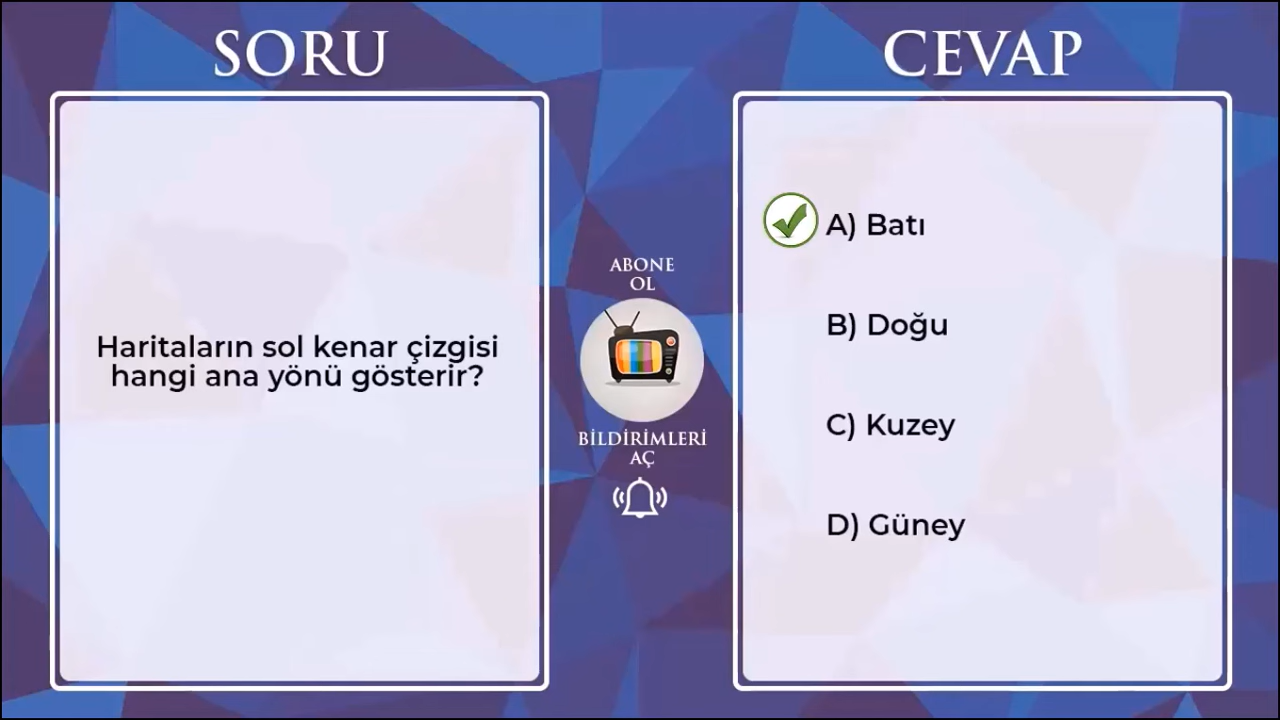 SORU
Haritaların sol kenar çizgisi
hangi ana yönü gösterir?
ABONE
OL
BİLDİRİMLERİ
AÇ
CEVAP
A) Batı
B) Doğu
C) Kuzey
D) Güney